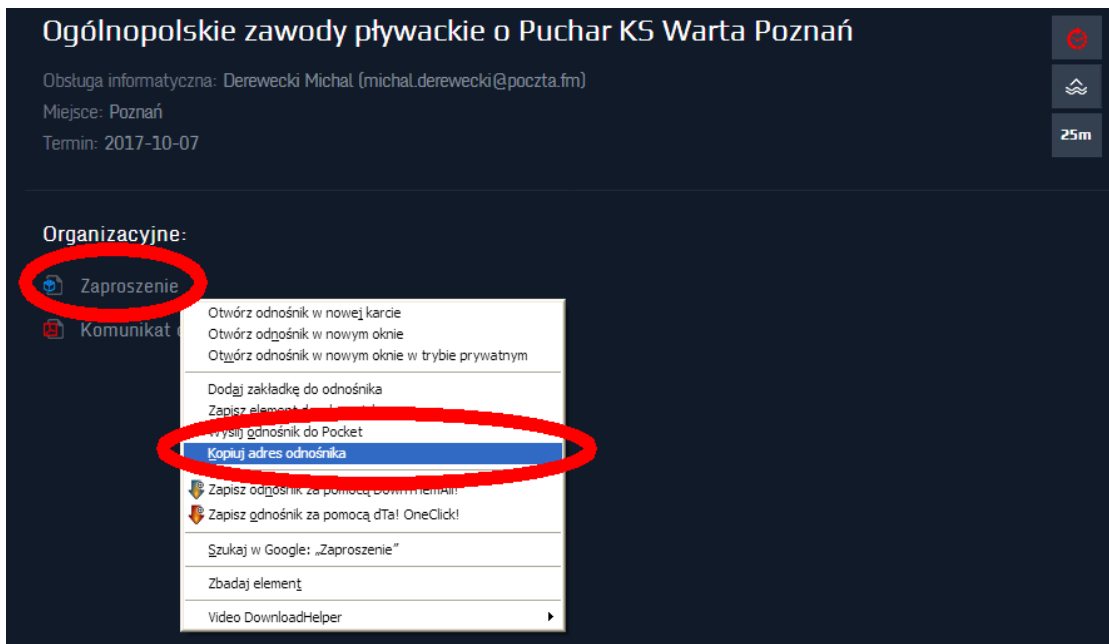 Ogólnopolskie zawody pływackie o Puchar KS Warta Poznań
Obsługa informatyczna: Derewecki Michal (michal.derewecki@poczta.fm)
Miejsce: Poznań
Termin: 2017-10-07
25m
Organizacyjne:
Zaproszenie
Komunikat
Otwórz odnośnik w nowej karcie
Otwórz odnośnik w nowym oknie
Otwórz odnośnik w nowym oknie w trybie prywatnym
Dodaj zakładkę do odnośnika
Zapisz element
Wyślij odnośnik do Pocket
Kopiuj adres odnośnika
Zapisz odnośnik za pomocą DownThemAll!
Zapisz odnośnik za pomocą dTa! OneClick!
Szukaj w Google: „Zaproszenie”
Zbadaj element
Video DownloadHelper